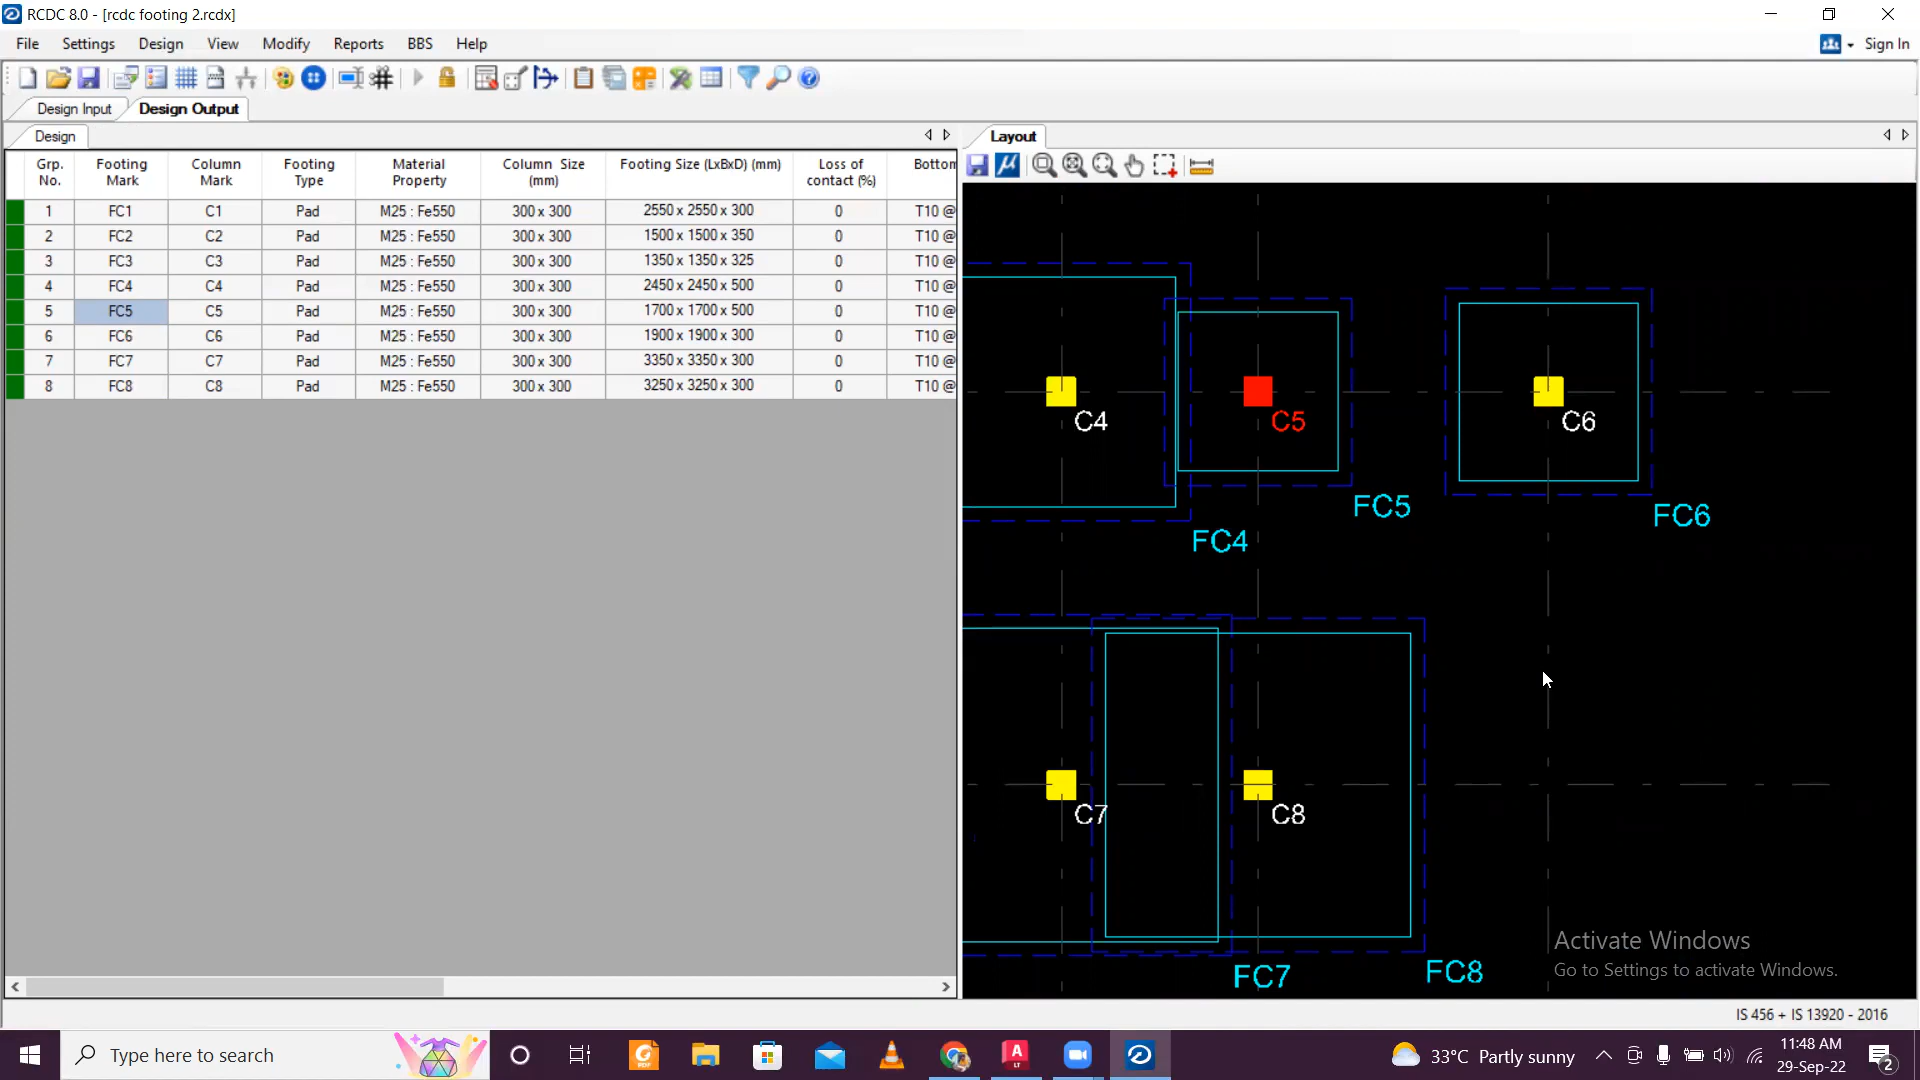 RCDC 8.0 - [rcdc footing 2.rcdx]
File Settings Design View Modify Reports BBS Help
Sign In
Design Input Design Output
Design
Layout
Grp. No. Footing Mark Column Mark Footing Type Material Property Column Size (mm) Footing Size (LxBxD) (mm) Loss of contact (%) Bottom
1 FC1 C1 Pad M25 : Fe550 300 x 300 2550 x 2550 x 300 0 T10 @
2 FC2 C2 Pad M25 : Fe550 300 x 300 1500 x 1500 x 350 0 T10 @
3 FC3 C3 Pad M25 : Fe550 300 x 300 1350 x 1350 x 325 0 T10 @
4 FC4 C4 Pad M25 : Fe550 300 x 300 2450 x 2450 x 500 0 T10 @
5 FC5 C5 Pad M25 : Fe550 300 x 300 1700 x 1700 x 500 0 T10 @
6 FC6 C6 Pad M25 : Fe550 300 x 300 1900 x 1900 x 300 0 T10 @
7 FC7 C7 Pad M25 : Fe550 300 x 300 3350 x 3350 x 300 0 T10 @
8 FC8 C8 Pad M25 : Fe550 300 x 300 3250 x 3250 x 300 0 T10 @
C4 C5 C6
FC5
FC6
FC4
C7 C8
Activate Windows
Go to Settings to activate Windows.
FC7 FC8
IS 456 + IS 13920 - 2016
Type here to search
33°C Partly sunny
11:48 AM
29-Sep-22
2